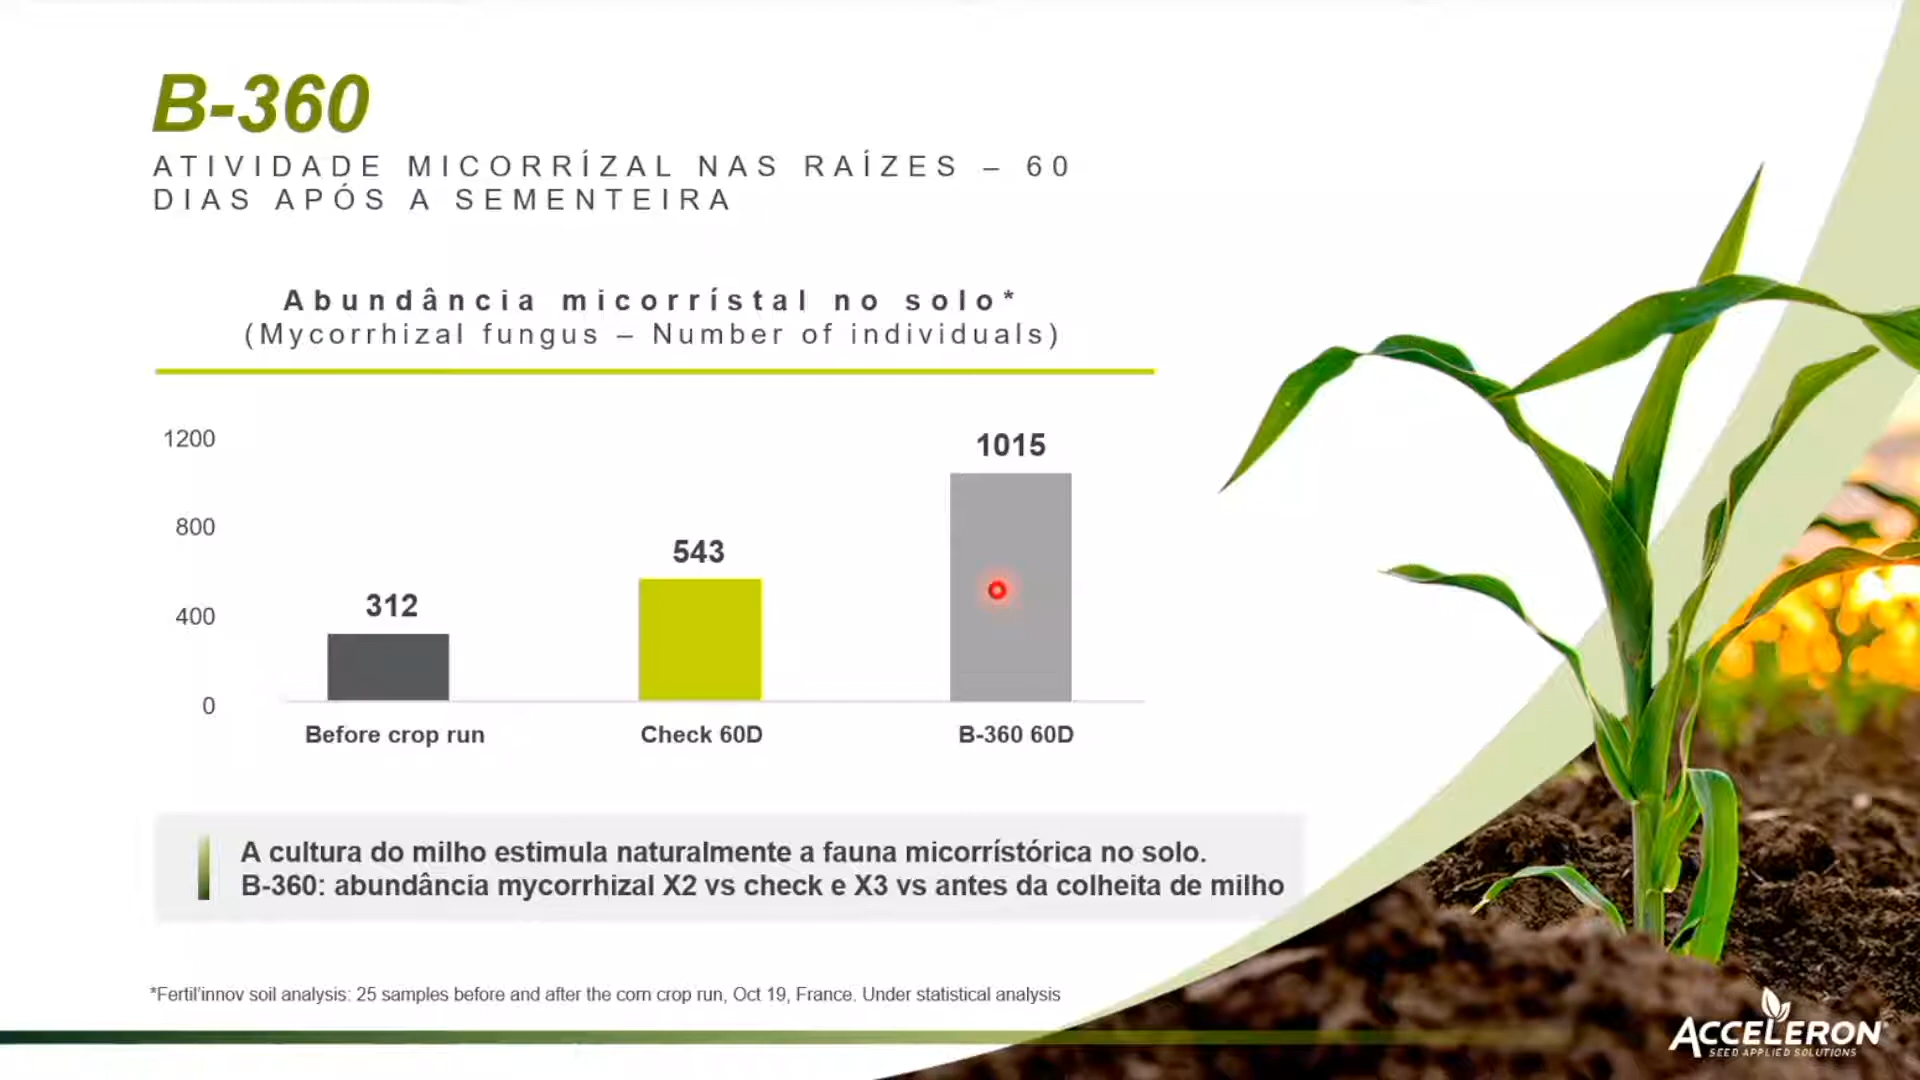 B-360
ATIVIDADE MICORRÍZAL NAS RAÍZES – 60
DIAS APÓS A SEMENTEIRA
Abundância micorrístal no solo*
(Mycorrhizal fungus – Number of individuals)
1200
800
400
0
312
543
1015
Before crop run
Check 60D
B-360 60D
A cultura do milho estimula naturalmente a fauna micorrístórica no solo.
B-360: abundância mycorrhizal X2 vs check e X3 vs antes da colheita de milho
*Fertil'innov soil analysis: 25 samples before and after the corn crop run, Oct 19, France. Under statistical analysis
ACCELERON
SEED APPLIED SOLUTIONS